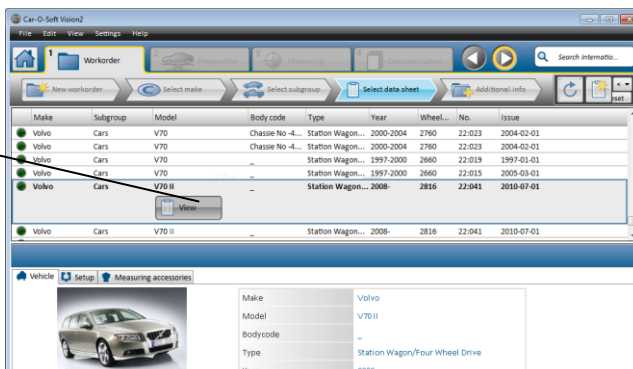 Car-O-Soft Vision2
File Edit View Settings Help
1 Workorder 2 3 4 Search internatio...
New workorder Select make Select subgroup Select data sheet Additional info
Make Subgroup Model Body code Type Year Wheel... No. Issue
Volvo Cars V70 Chassie No -4... Station Wagon... 2000-2004 2760 22:023 2004-02-01
Volvo Cars V70 Chassie No -4... Station Wagon... 2000-2004 2760 22:023 2004-02-01
Volvo Cars V70 _ Station Wagon... 1997-2000 2660 22:019 1997-01-01
Volvo Cars V70 _ Station Wagon... 1997-2000 2660 22:015 2005-03-01
Volvo Cars V70 II _ Station Wagon... 2008- 2816 22:041 2010-07-01
View
Volvo Cars V70 II _ Station Wagon... 2008- 2816 22:041 2010-07-01
Vehicle Setup Measuring accessories
Make Volvo
Model V70 II
Bodycode _
Type Station Wagon/Four Wheel Drive